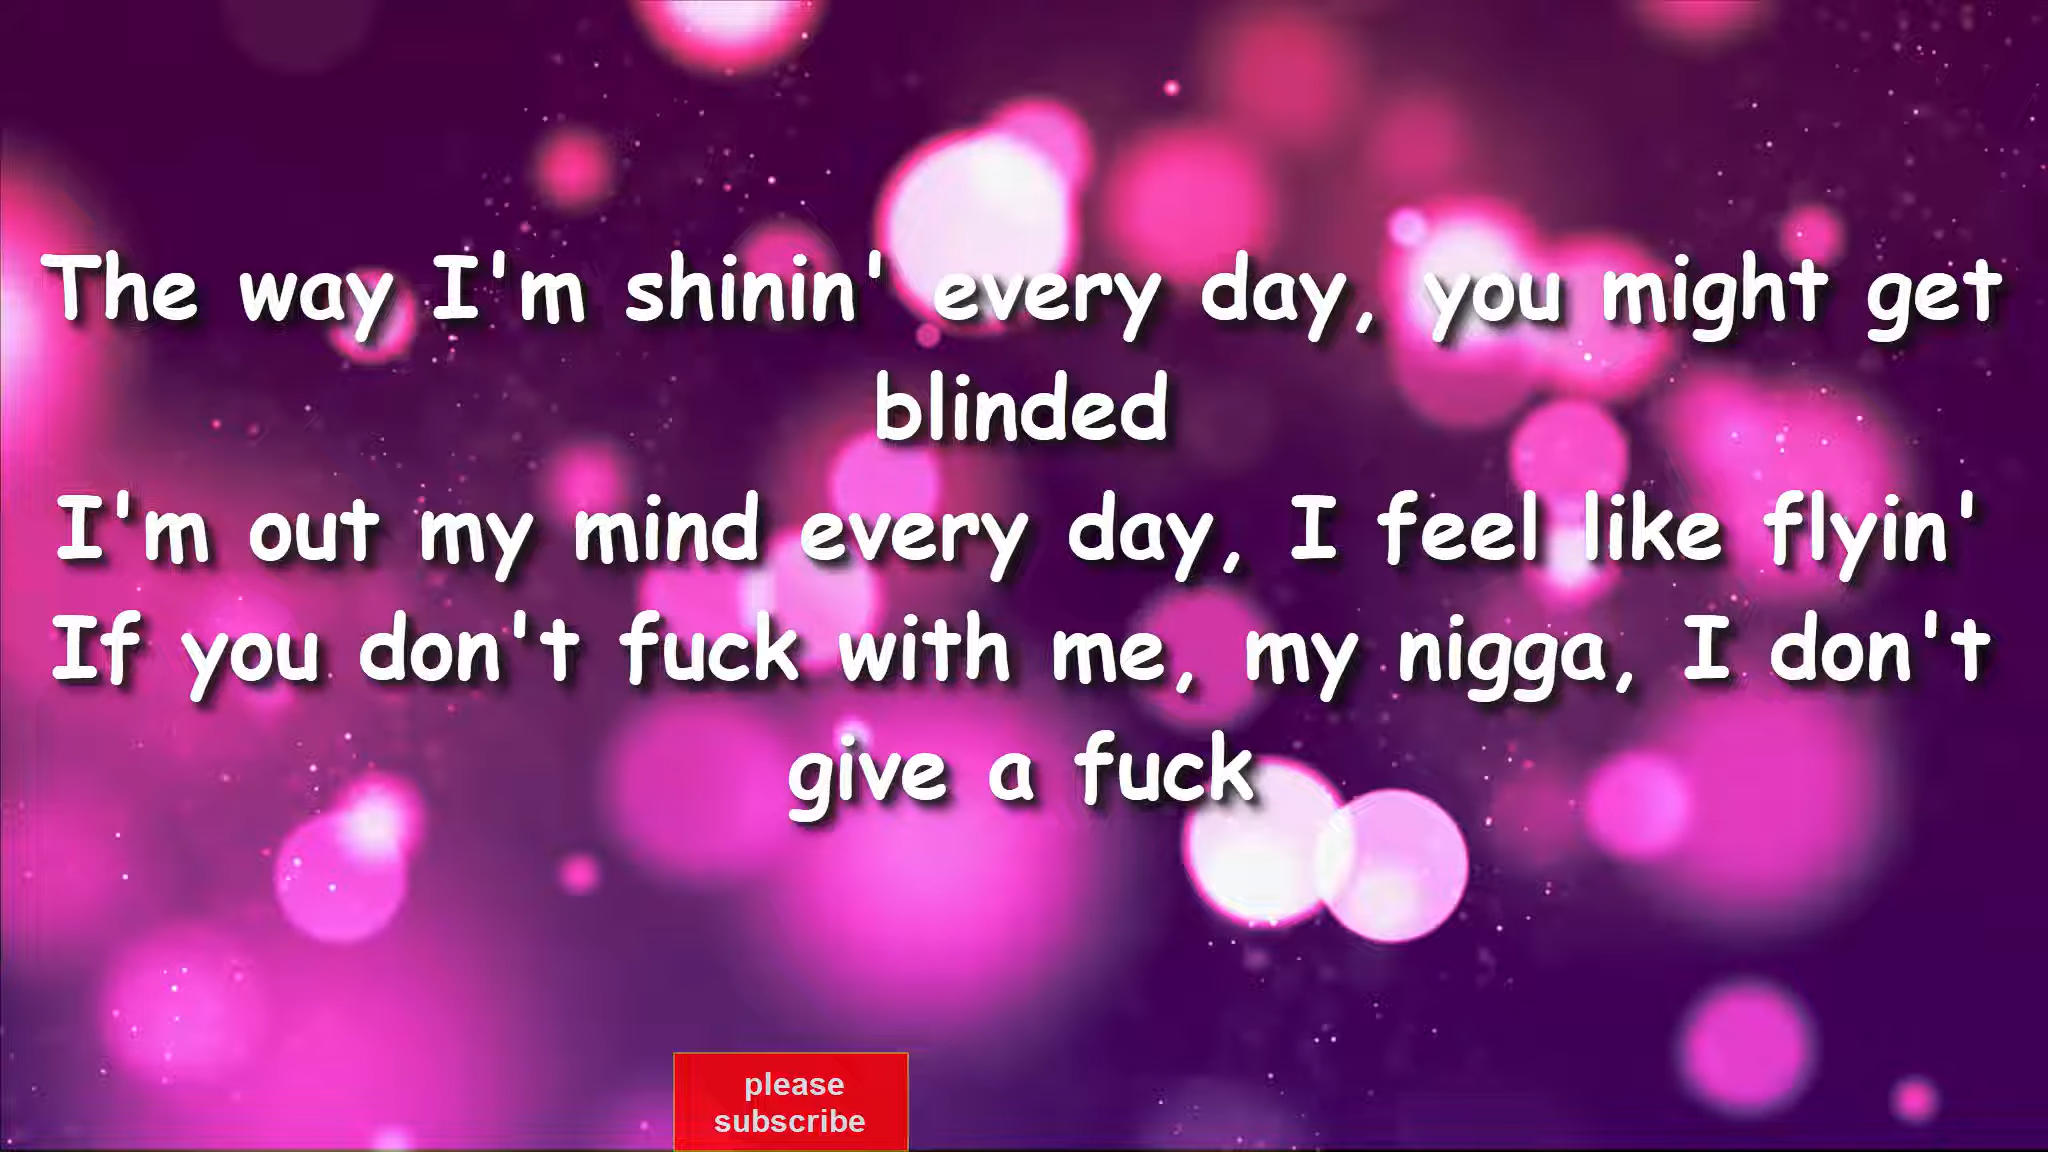 The way I'm shinin' every day, you might get
blinded
I'm out my mind every day, I feel like flyin'
If you don't fuck with me, my nigga, I don't
give a fuck
please
subscribe